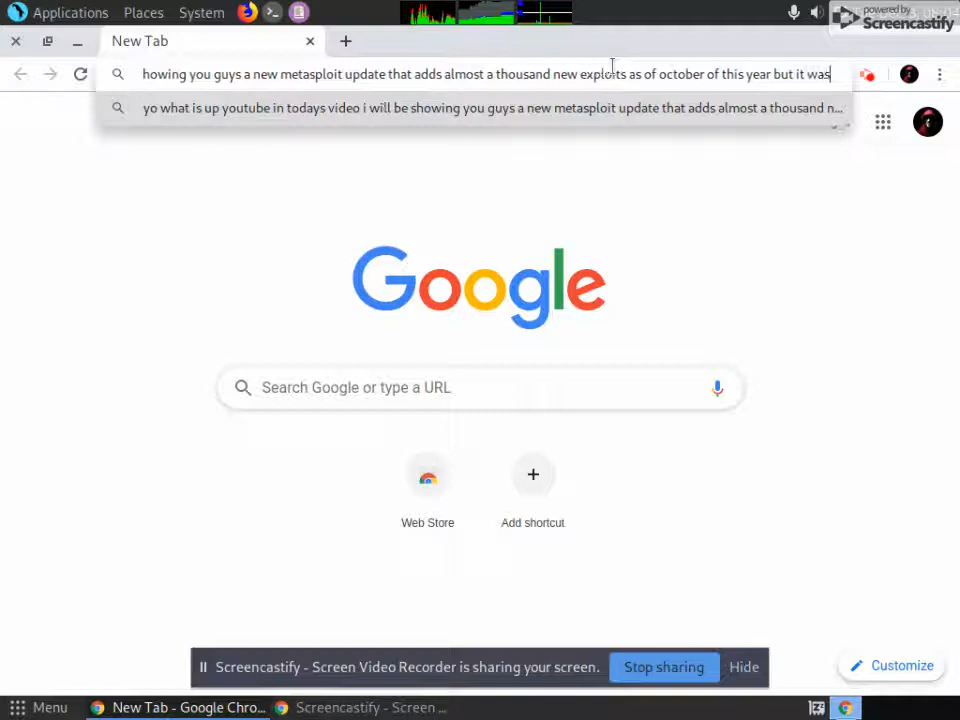 Applications Places System
powered by
Screencastify
New Tab
howing you guys a new metasploit update that adds almost a thousand new exploits as of october of this year but it was
yo what is up youtube in todays video i will be showing you guys a new metasploit update that adds almost a thousand n...
Google
Search Google or type a URL
Web Store Add shortcut
Screencastify - Screen Video Recorder is sharing your screen. Stop sharing Hide
Customize
Menu New Tab - Google Chro... Screencastify - Screen ...